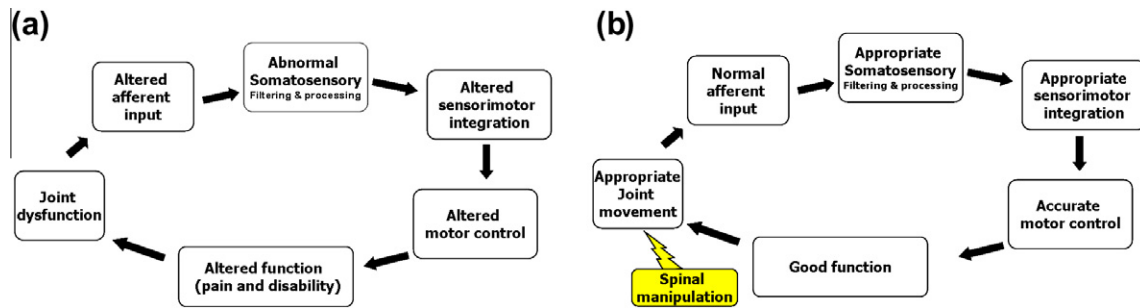 (a)
Abnormal
Somatosensory
Filtering & processing
Altered
afferent
input
Altered
sensorimotor
integration
Joint
dysfunction
Altered
motor control
Altered function
(pain and disability)
(b)
Appropriate
Somatosensory
Filtering & processing
Normal
afferent
input
Appropriate
sensorimotor
integration
Appropriate
Joint
movement
Accurate
motor control
Good function
Spinal
manipulation